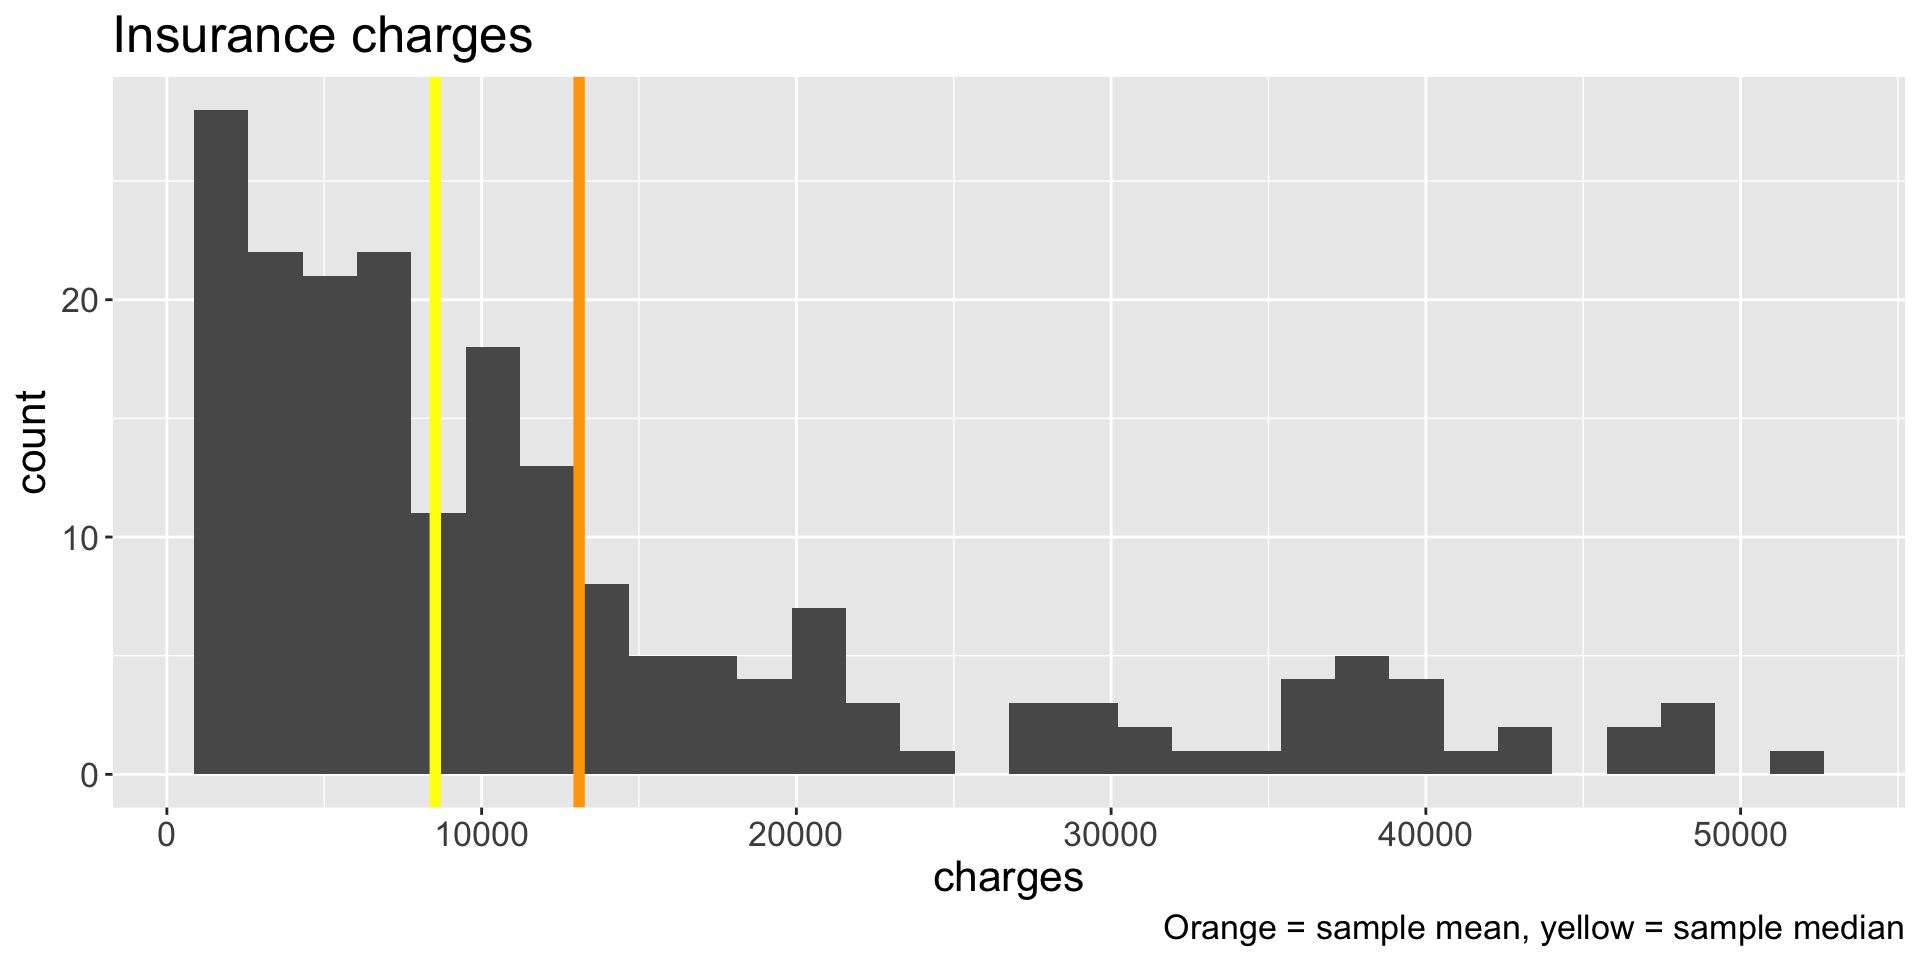 Insurance charges
20
10
0
count
0 10000 20000 30000 40000 50000
charges
Orange = sample mean, yellow = sample median